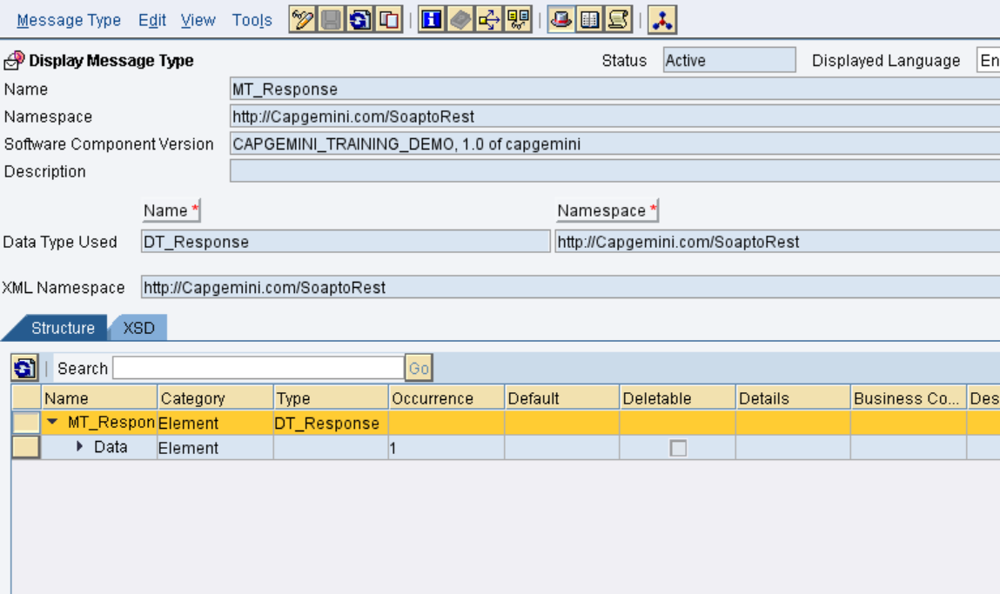 Message Type Edit View Tools
Display Message Type Status Active Displayed Language En
Name MT_Response
Namespace http://Capgemini.com/SoaptoRest
Software Component Version CAPGEMINI_TRAINING_DEMO, 1.0 of capgemini
Description
Name * Namespace *
Data Type Used DT_Response http://Capgemini.com/SoaptoRest
XML Namespace http://Capgemini.com/SoaptoRest
Structure XSD
Search Go
Name Category Type Occurrence Default Deletable Details Business Co... Des
MT_Respon Element DT_Response
Data Element 1